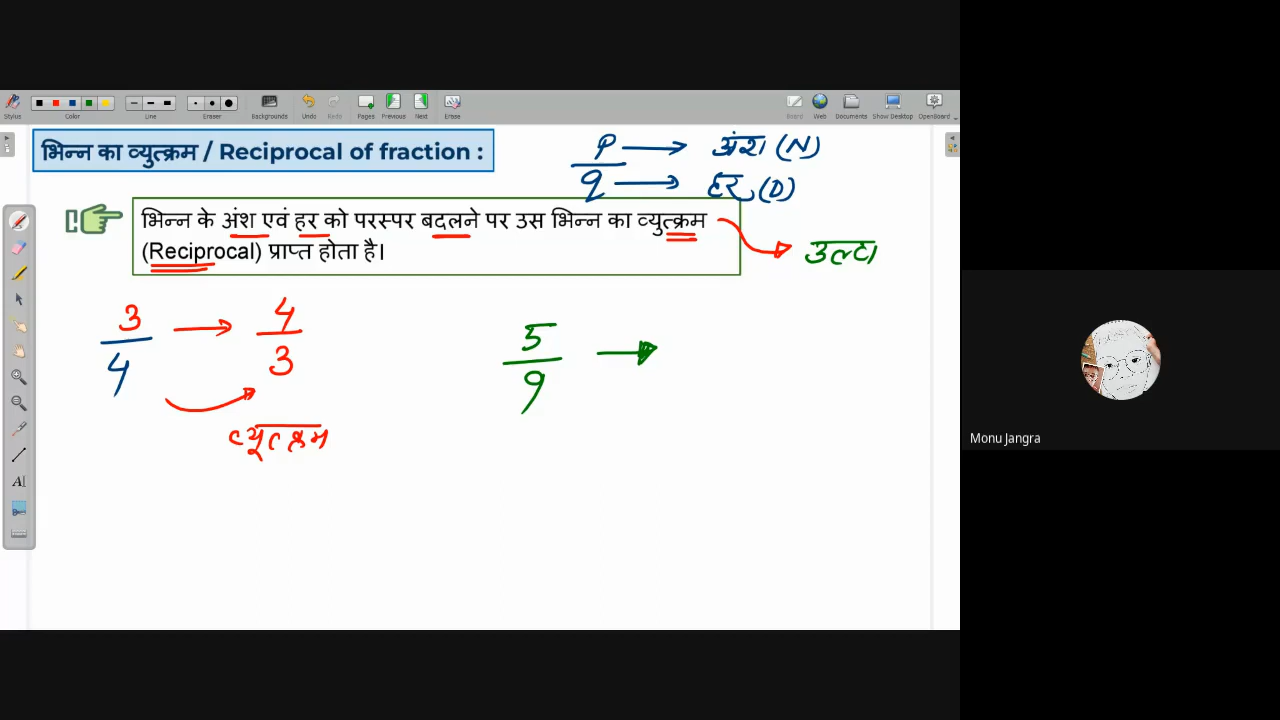 Stylus Color Line Eraser Backgrounds Undo Redo Pages Previous Next Erase Board Web Documents Show Desktop OpenBoard
भिन्न का व्युत्क्रम / Reciprocal of fraction :
p → अंश (N)
q → हर (D)
भिन्न के अंश एवं हर को परस्पर बदलने पर उस भिन्न का व्युत्क्रम
(Reciprocal) प्राप्त होता है।
उल्टा
3/4 → 4/3
व्युत्क्रम
5/9 →
Monu Jangra